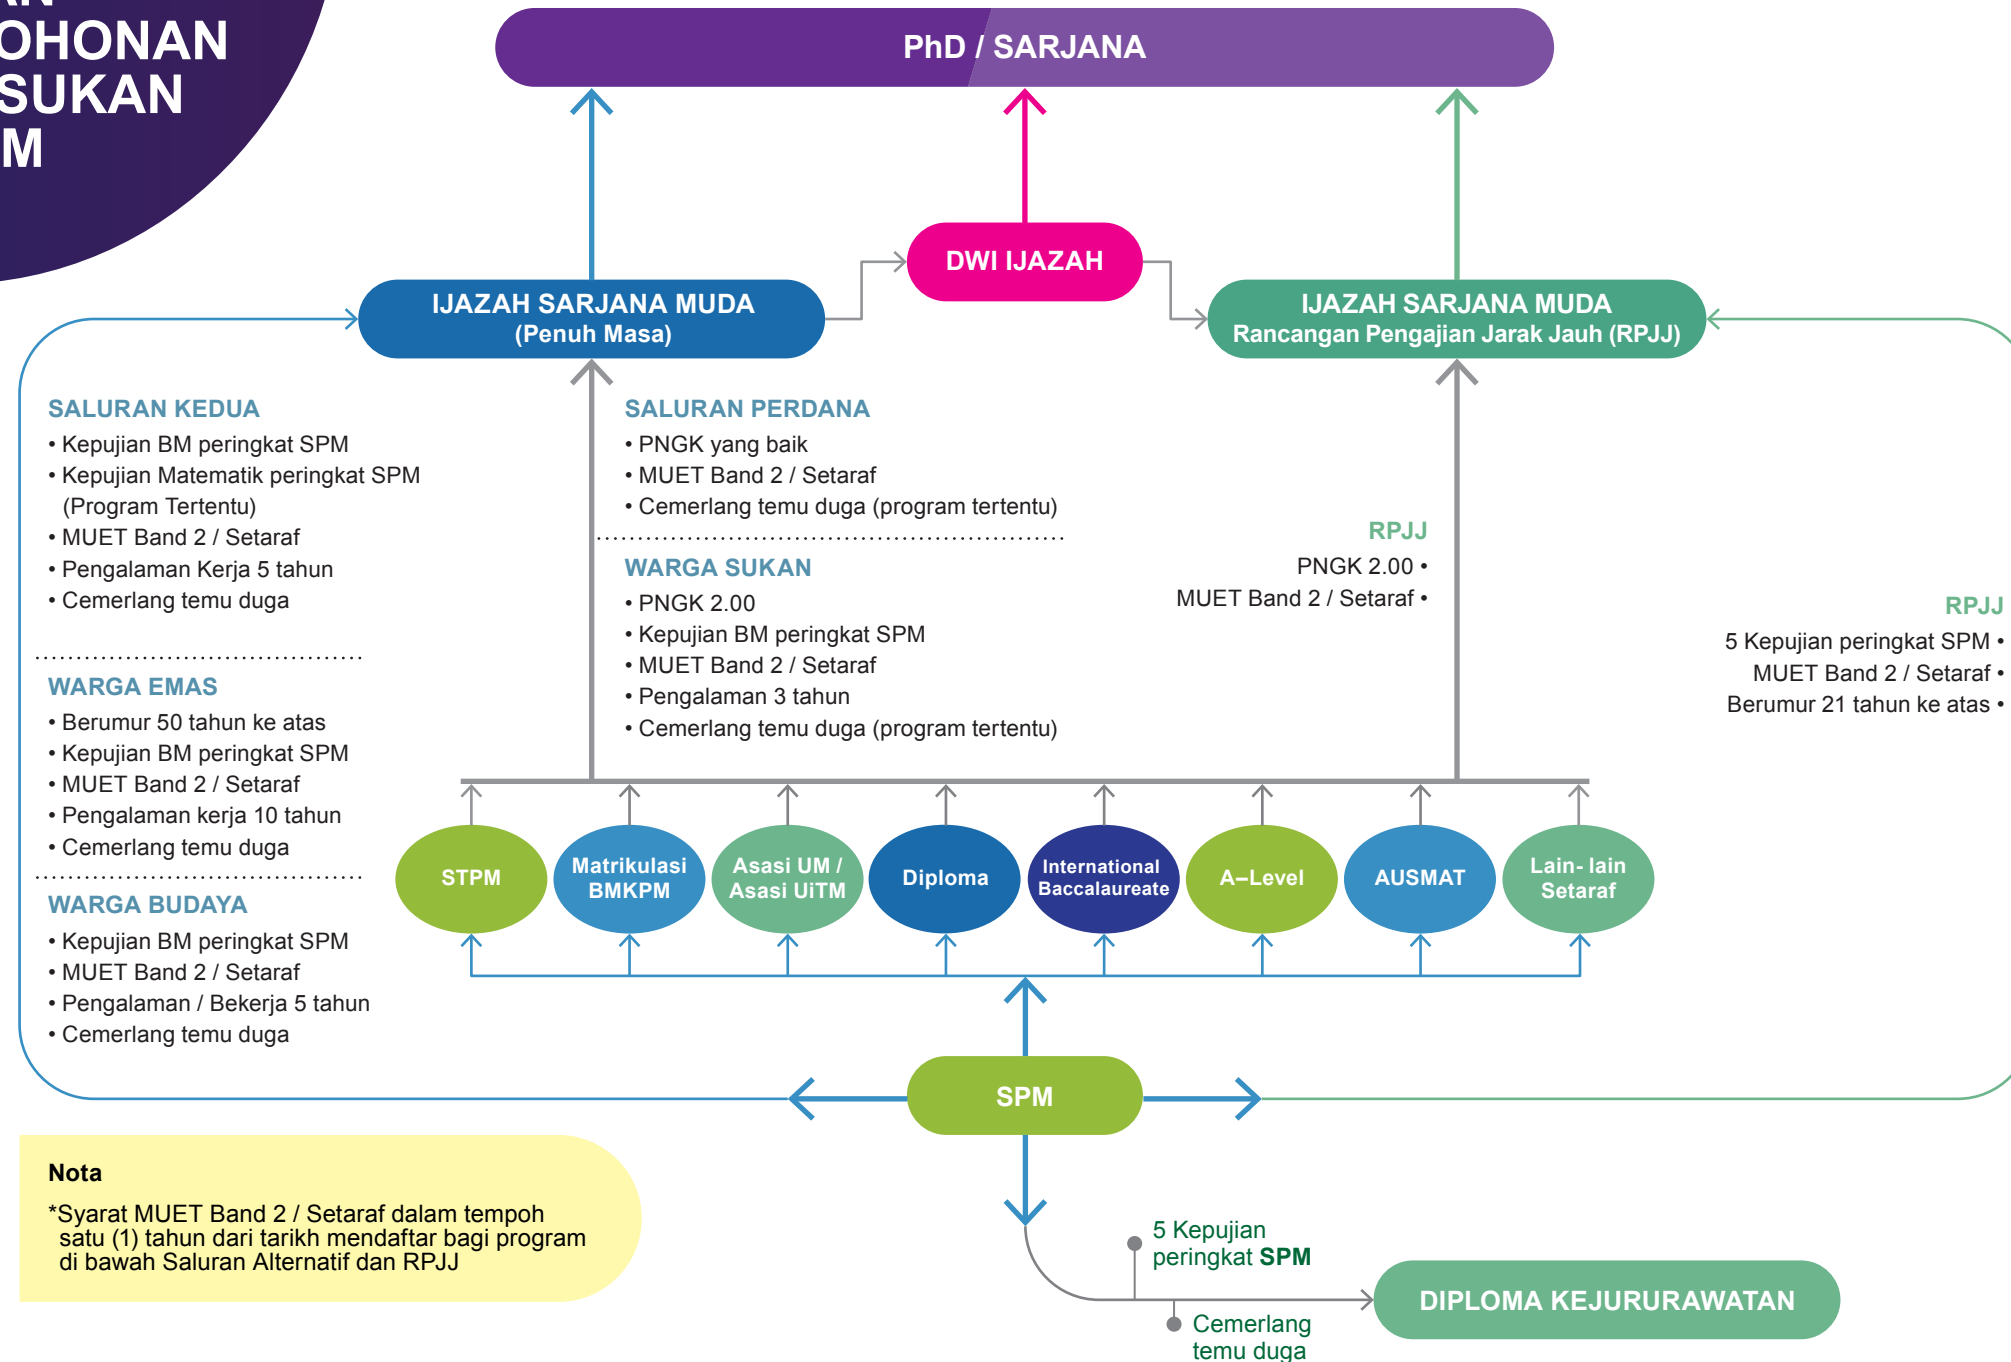 OHONAN
SUKAN
M
PhD / SARJANA
DWI IJAZAH
IJAZAH SARJANA MUDA
(Penuh Masa)
IJAZAH SARJANA MUDA
Rancangan Pengajian Jarak Jauh (RPJJ)
SALURAN KEDUA
• Kepujian BM peringkat SPM
• Kepujian Matematik peringkat SPM
(Program Tertentu)
• MUET Band 2 / Setaraf
• Pengalaman Kerja 5 tahun
• Cemerlang temu duga
WARGA EMAS
• Berumur 50 tahun ke atas
• Kepujian BM peringkat SPM
• MUET Band 2 / Setaraf
• Pengalaman kerja 10 tahun
• Cemerlang temu duga
WARGA BUDAYA
• Kepujian BM peringkat SPM
• MUET Band 2 / Setaraf
• Pengalaman / Bekerja 5 tahun
• Cemerlang temu duga
SALURAN PERDANA
• PNGK yang baik
• MUET Band 2 / Setaraf
• Cemerlang temu duga (program tertentu)
WARGA SUKAN
• PNGK 2.00
• Kepujian BM peringkat SPM
• MUET Band 2 / Setaraf
• Pengalaman 3 tahun
• Cemerlang temu duga (program tertentu)
RPJJ
PNGK 2.00 •
MUET Band 2 / Setaraf •
RPJJ
5 Kepujian peringkat SPM •
MUET Band 2 / Setaraf •
Berumur 21 tahun ke atas •
STPM
Matrikulasi
BMKPM
Asasi UM /
Asasi UiTM
Diploma
International
Baccalaureate
A–Level
AUSMAT
Lain- lain
Setaraf
SPM
Nota
*Syarat MUET Band 2 / Setaraf dalam tempoh
satu (1) tahun dari tarikh mendaftar bagi program
di bawah Saluran Alternatif dan RPJJ
5 Kepujian
peringkat SPM
Cemerlang
temu duga
DIPLOMA KEJURURAWATAN